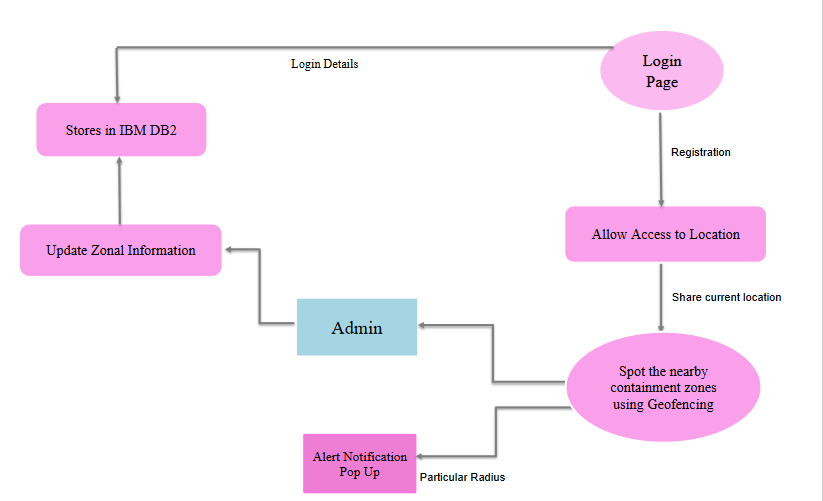 Login
Page
Login Details
Stores in IBM DB2
Registration
Allow Access to Location
Update Zonal Information
Share current location
Admin
Spot the nearby
containment zones
using Geofencing
Alert Notification
Pop Up
Particular Radius